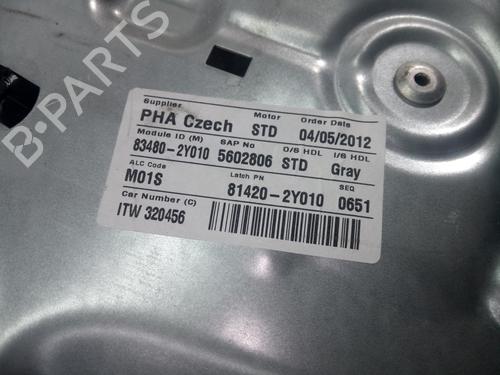 B-PARTS
Supplier Motor Order Date
PHA Czech STD 04/05/2012
Module ID (M) SAP No O/S HDL I/S HDL
83480-2Y010 5602806 STD Gray
ALC Code Latch PN SEQ
M01S 81420-2Y010 0651
Car Number (C)
ITW 320456